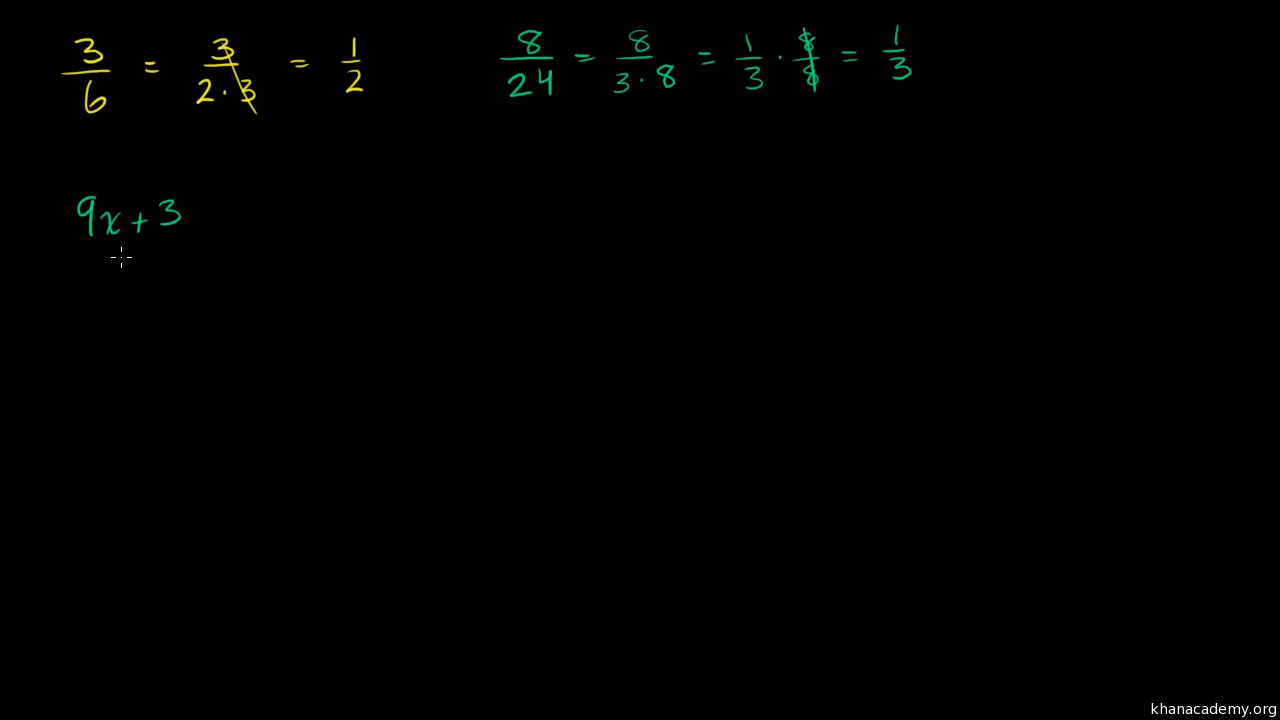 3/6 = 3/(2·3) = 1/2
8/24 = 8/(3·8) = 1/3 · 8/8 = 1/3
9x + 3
khanacademy.org